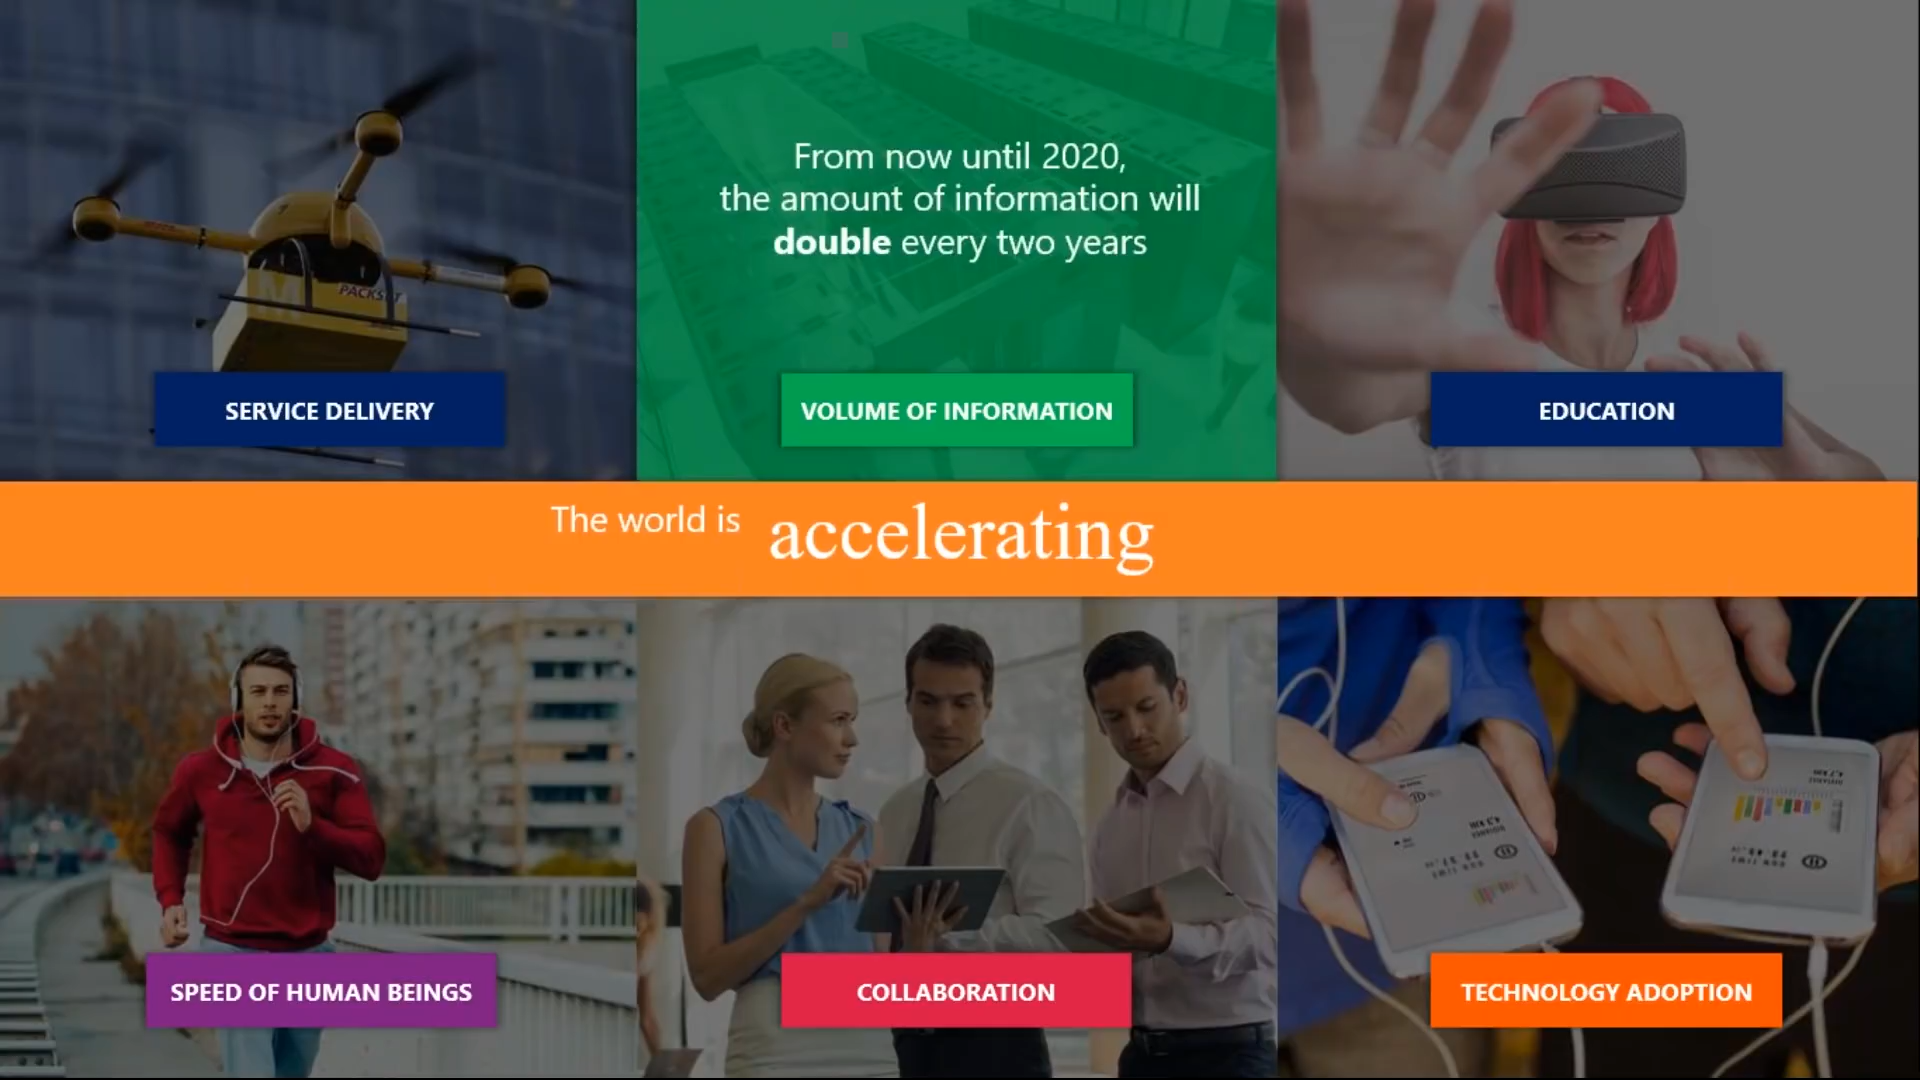 From now until 2020,
the amount of information will
double every two years
SERVICE DELIVERY
VOLUME OF INFORMATION
EDUCATION
The world is accelerating
SPEED OF HUMAN BEINGS
COLLABORATION
TECHNOLOGY ADOPTION